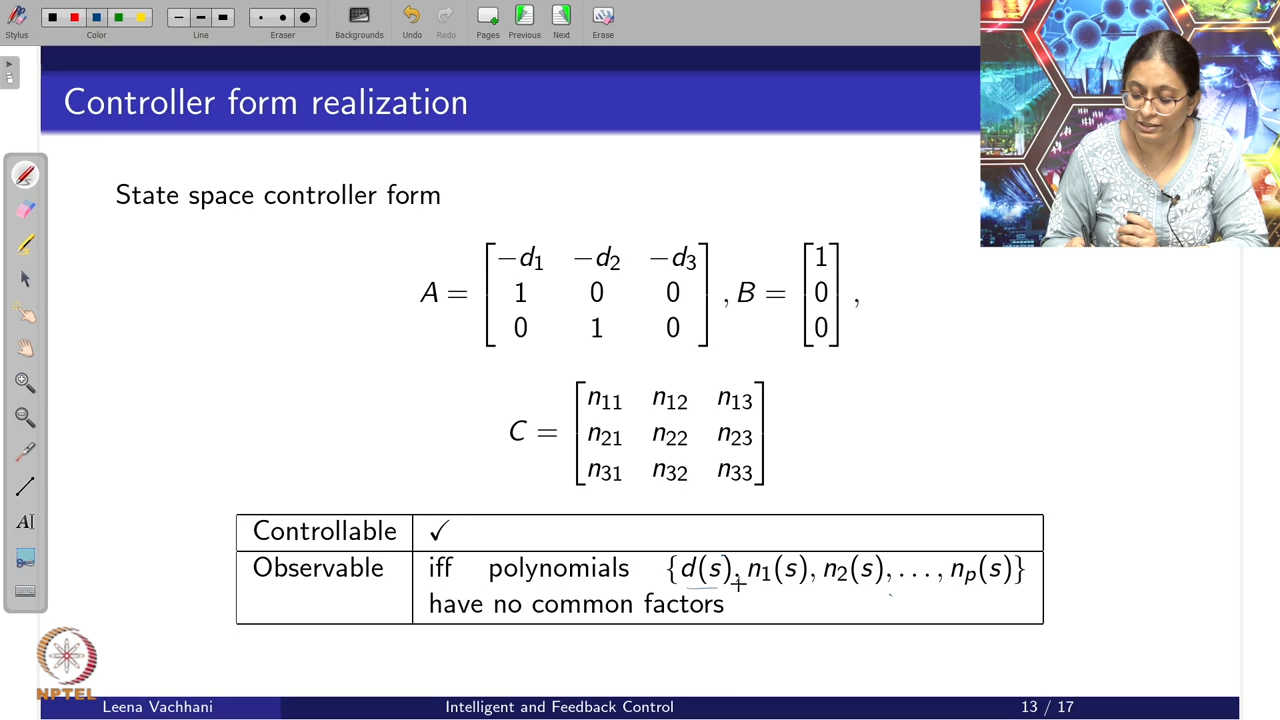 Stylus Color Line Eraser Backgrounds Undo Redo Pages Previous Next Erase
Controller form realization
State space controller form
A = [ −d₁ −d₂ −d₃
1 0 0
0 1 0 ] , B = [ 1
0
0 ] ,
C = [ n₁₁ n₁₂ n₁₃
n₂₁ n₂₂ n₂₃
n₃₁ n₃₂ n₃₃ ]
Controllable ✓
Observable iff polynomials {d(s), n₁(s), n₂(s), . . . , nₚ(s)}
have no common factors
NPTEL
Leena Vachhani Intelligent and Feedback Control 13 / 17